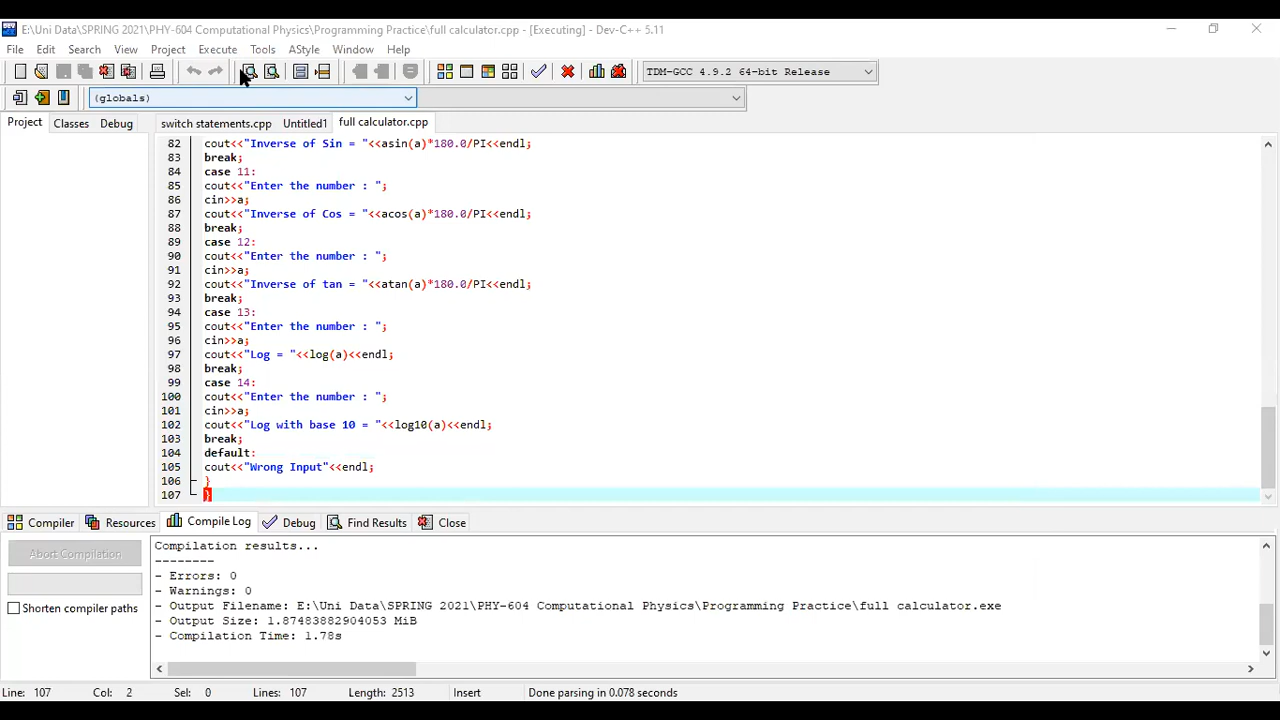 E:\Uni Data\SPRING 2021\PHY-604 Computational Physics\Programming Practice\full calculator.cpp - [Executing] - Dev-C++ 5.11
File Edit Search View Project Execute Tools AStyle Window Help
TDM-GCC 4.9.2 64-bit Release
(globals)
Project Classes Debug switch statements.cpp Untitled1 full calculator.cpp
82 cout<<"Inverse of Sin = "<<asin(a)*180.0/PI<<endl;
83 break;
84 case 11:
85 cout<<"Enter the number : ";
86 cin>>a;
87 cout<<"Inverse of Cos = "<<acos(a)*180.0/PI<<endl;
88 break;
89 case 12:
90 cout<<"Enter the number : ";
91 cin>>a;
92 cout<<"Inverse of tan = "<<atan(a)*180.0/PI<<endl;
93 break;
94 case 13:
95 cout<<"Enter the number : ";
96 cin>>a;
97 cout<<"Log = "<<log(a)<<endl;
98 break;
99 case 14:
100 cout<<"Enter the number : ";
101 cin>>a;
102 cout<<"Log with base 10 = "<<log10(a)<<endl;
103 break;
104 default:
105 cout<<"Wrong Input"<<endl;
106 }
107 }
Compiler Resources Compile Log Debug Find Results Close
Abort Compilation
Shorten compiler paths
Compilation results...
--------
- Errors: 0
- Warnings: 0
- Output Filename: E:\Uni Data\SPRING 2021\PHY-604 Computational Physics\Programming Practice\full calculator.exe
- Output Size: 1.87483882904053 MiB
- Compilation Time: 1.78s
Line: 107 Col: 2 Sel: 0 Lines: 107 Length: 2513 Insert Done parsing in 0.078 seconds